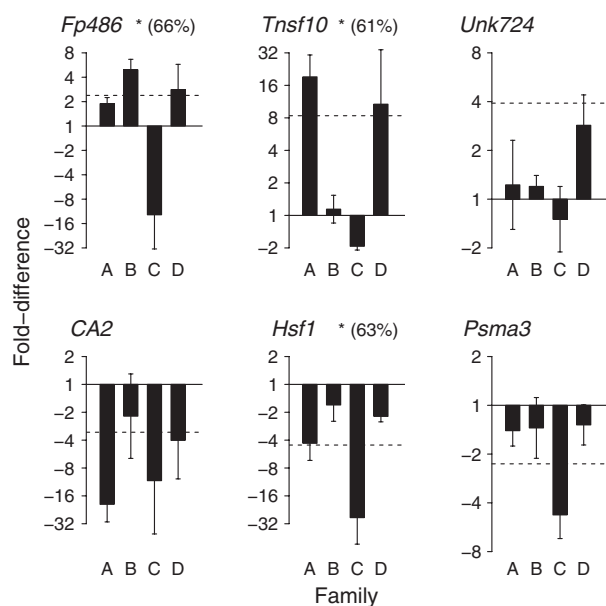 Fp486 * (66%)
8
4
2
1
−2
−4
−8
−16
−32
A B C D
Tnsf10 * (61%)
32
16
8
4
2
1
−2
A B C D
Unk724
8
4
2
1
−2
A B C D
Fold−difference
CA2
2
1
−2
−4
−8
−16
−32
A B C D
Hsf1 * (63%)
2
1
−2
−4
−8
−16
−32
A B C D
Psma3
2
1
−2
−4
−8
A B C D
Family